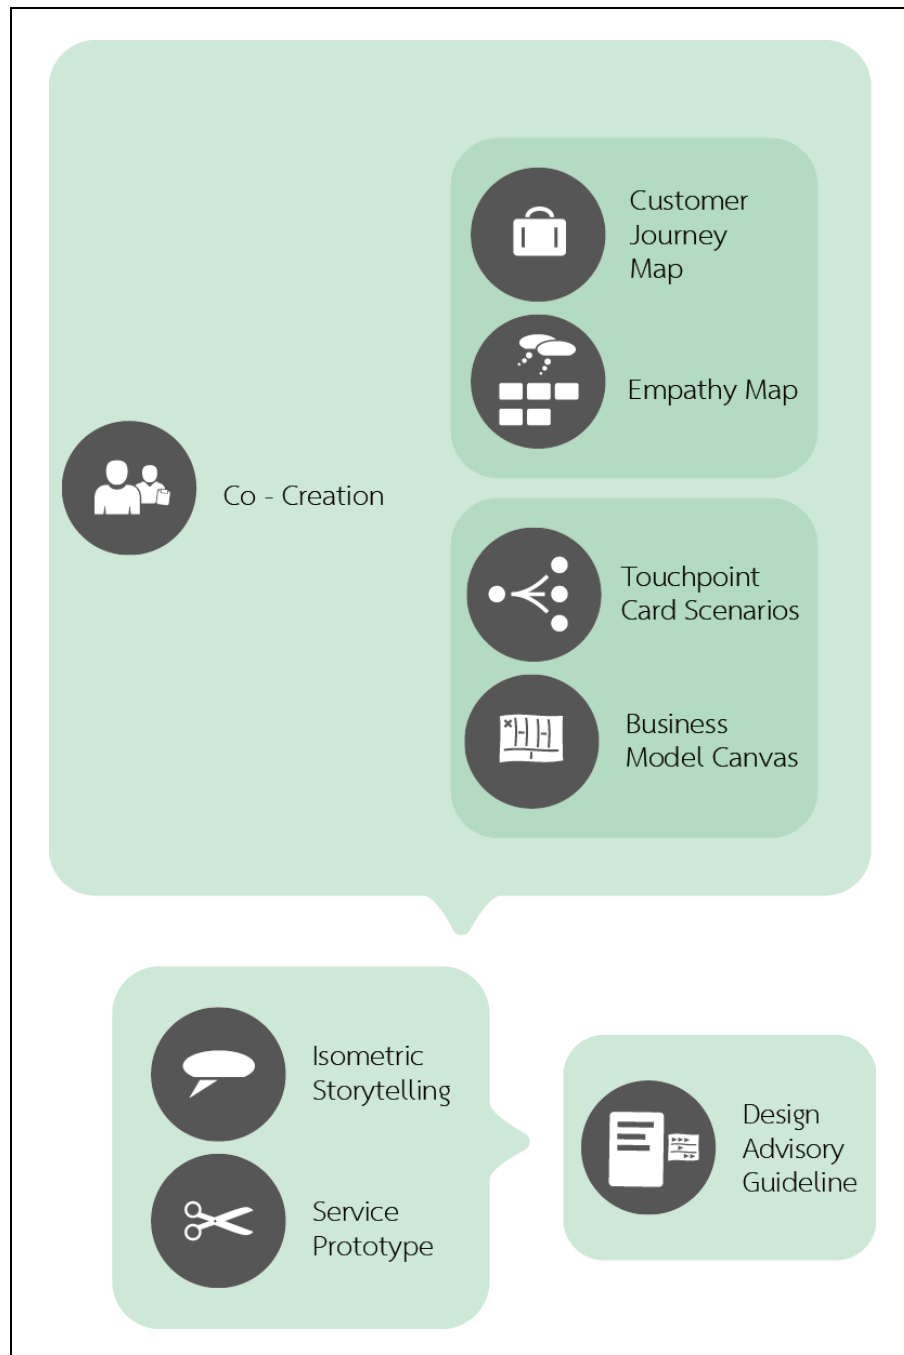 Customer
Journey
Map
Empathy Map
Co - Creation
Touchpoint
Card Scenarios
Business
Model Canvas
Isometric
Storytelling
Service
Prototype
Design
Advisory
Guideline